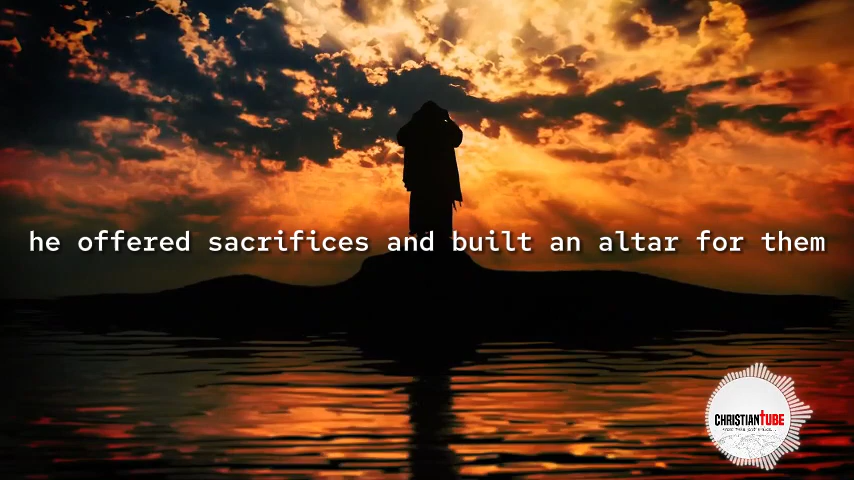 he offered sacrifices and built an altar for them
CHRISTIANTUBE